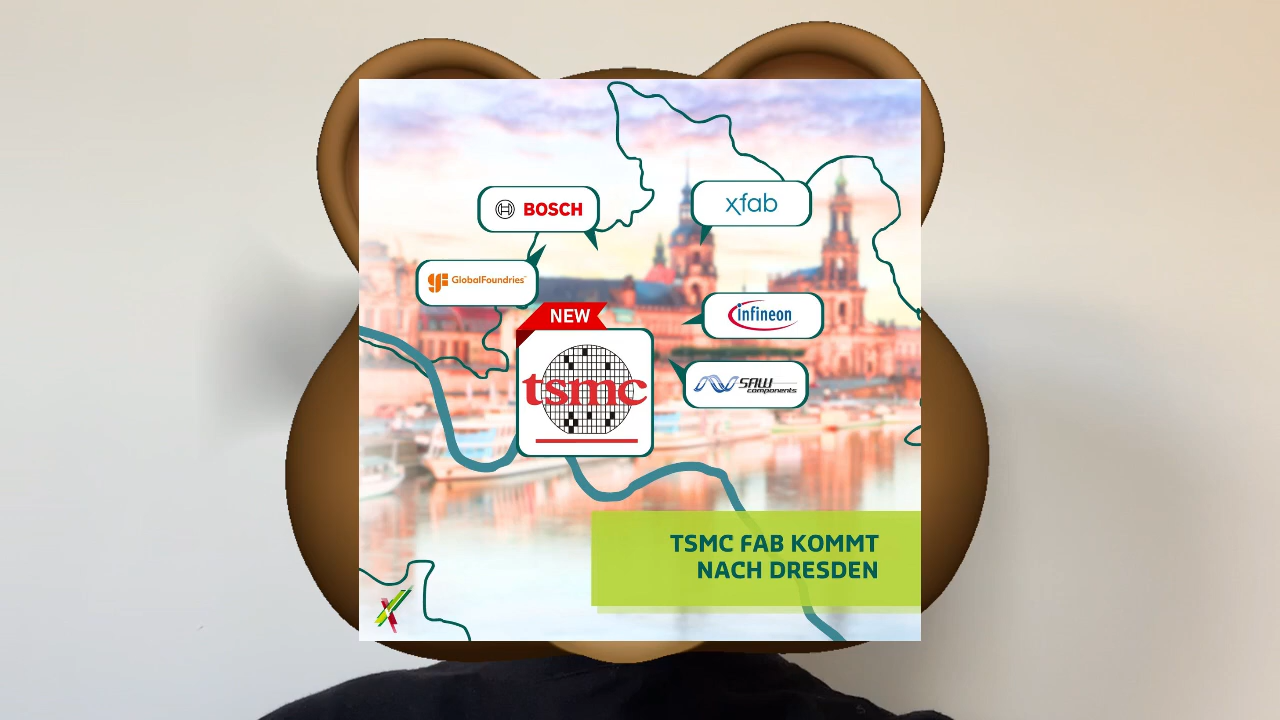 BOSCH
xfab
GlobalFoundries
infineon
NEW
tsmc
SAW
components
TSMC FAB KOMMT
NACH DRESDEN